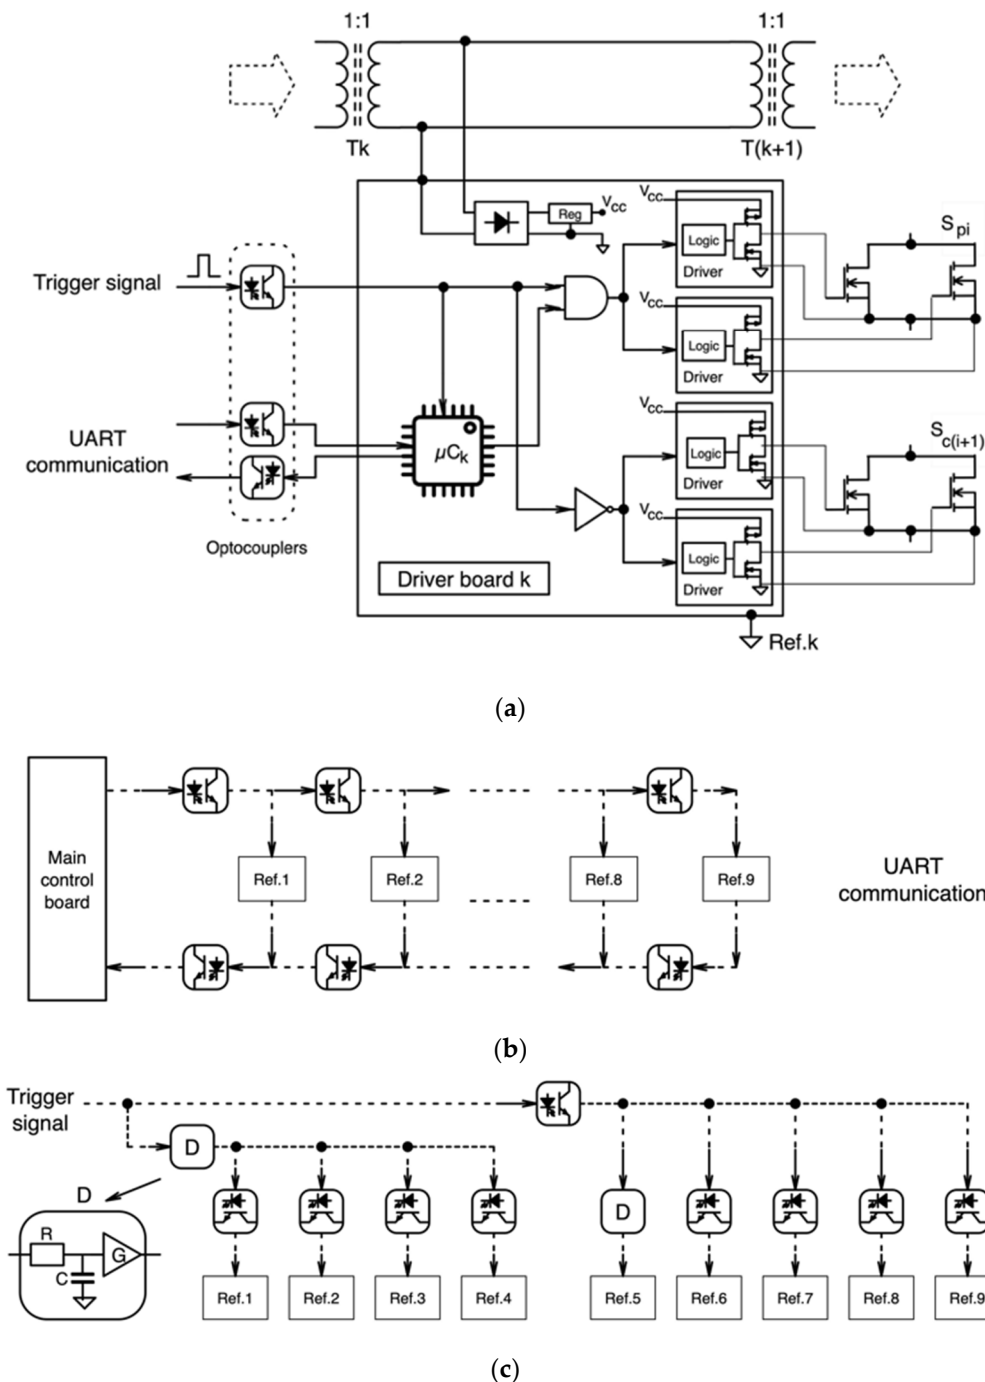 1:1
1:1
Tk
T(k+1)
Vcc
Reg
Vcc
Logic
Driver
Spi
Trigger signal
Vcc
Logic
Driver
UART
communication
μCk
Vcc
Logic
Driver
Sc(i+1)
Optocouplers
Vcc
Logic
Driver
Driver board k
Ref.k
(a)
Main
control
board
Ref.1
Ref.2
Ref.8
Ref.9
UART
communication
(b)
Trigger
signal
D
D
R
C
G
D
Ref.1
Ref.2
Ref.3
Ref.4
Ref.5
Ref.6
Ref.7
Ref.8
Ref.9
(c)